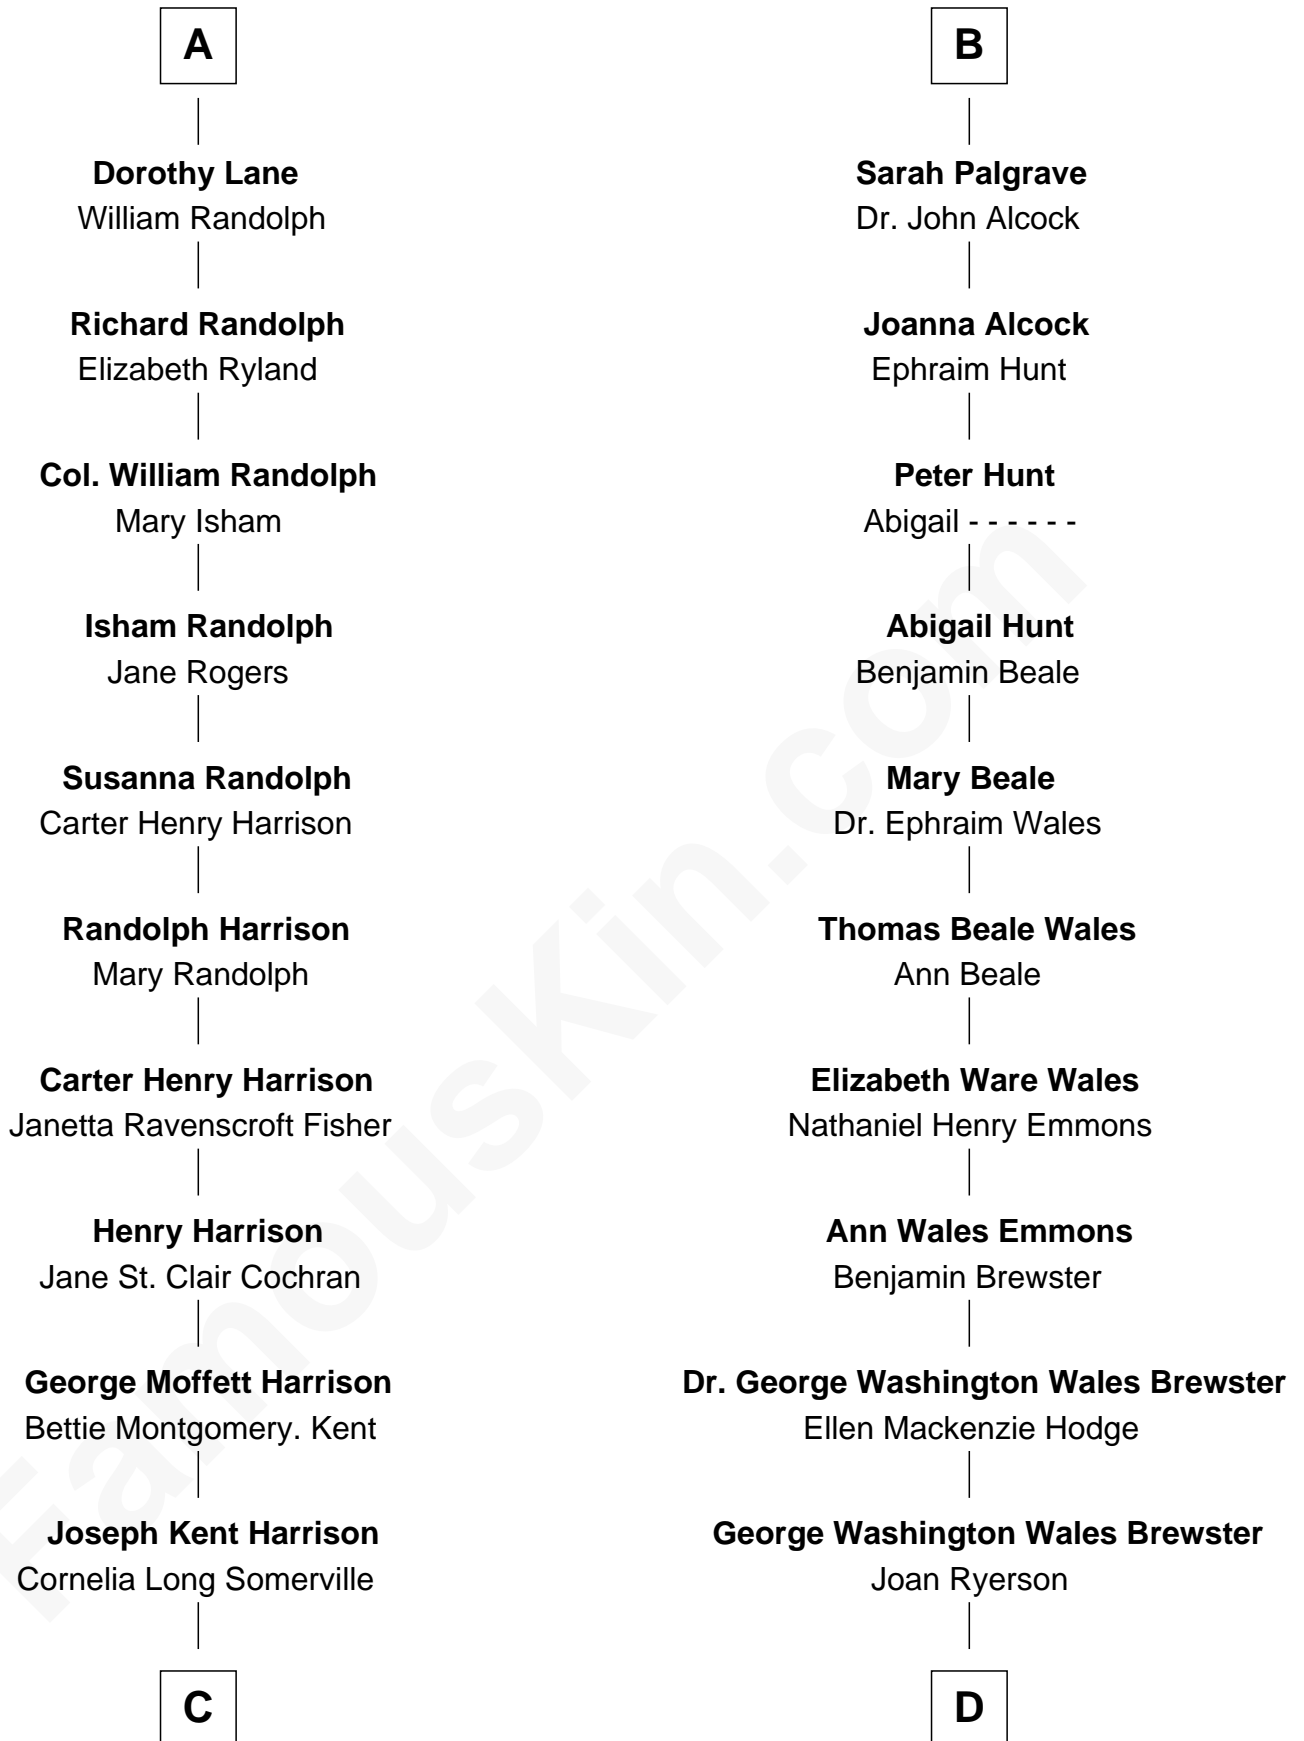 A
Dorothy Lane
William Randolph
Richard Randolph
Elizabeth Ryland
Col. William Randolph
Mary Isham
Isham Randolph
Jane Rogers
Susanna Randolph
Carter Henry Harrison
Randolph Harrison
Mary Randolph
Carter Henry Harrison
Janetta Ravenscroft Fisher
Henry Harrison
Jane St. Clair Cochran
George Moffett Harrison
Bettie Montgomery. Kent
Joseph Kent Harrison
Cornelia Long Somerville
C
B
Sarah Palgrave
Dr. John Alcock
Joanna Alcock
Ephraim Hunt
Peter Hunt
Abigail - - - - - -
Abigail Hunt
Benjamin Beale
Mary Beale
Dr. Ephraim Wales
Thomas Beale Wales
Ann Beale
Elizabeth Ware Wales
Nathaniel Henry Emmons
Ann Wales Emmons
Benjamin Brewster
Dr. George Washington Wales Brewster
Ellen Mackenzie Hodge
George Washington Wales Brewster
Joan Ryerson
D
FamousKin.com